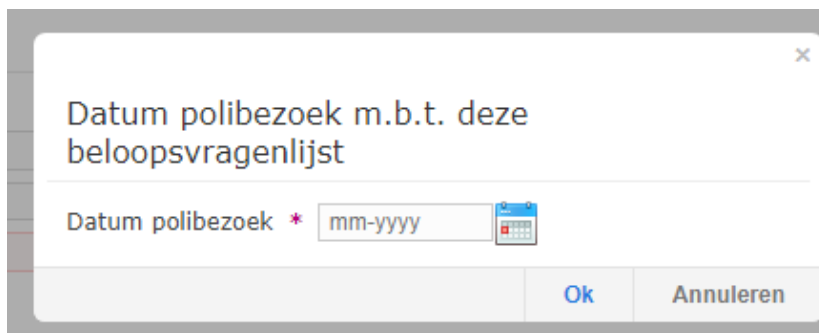 ×
Datum polibezoek m.b.t. deze
beloopsvragenlijst
Datum polibezoek * mm-yyyy
Ok Annuleren